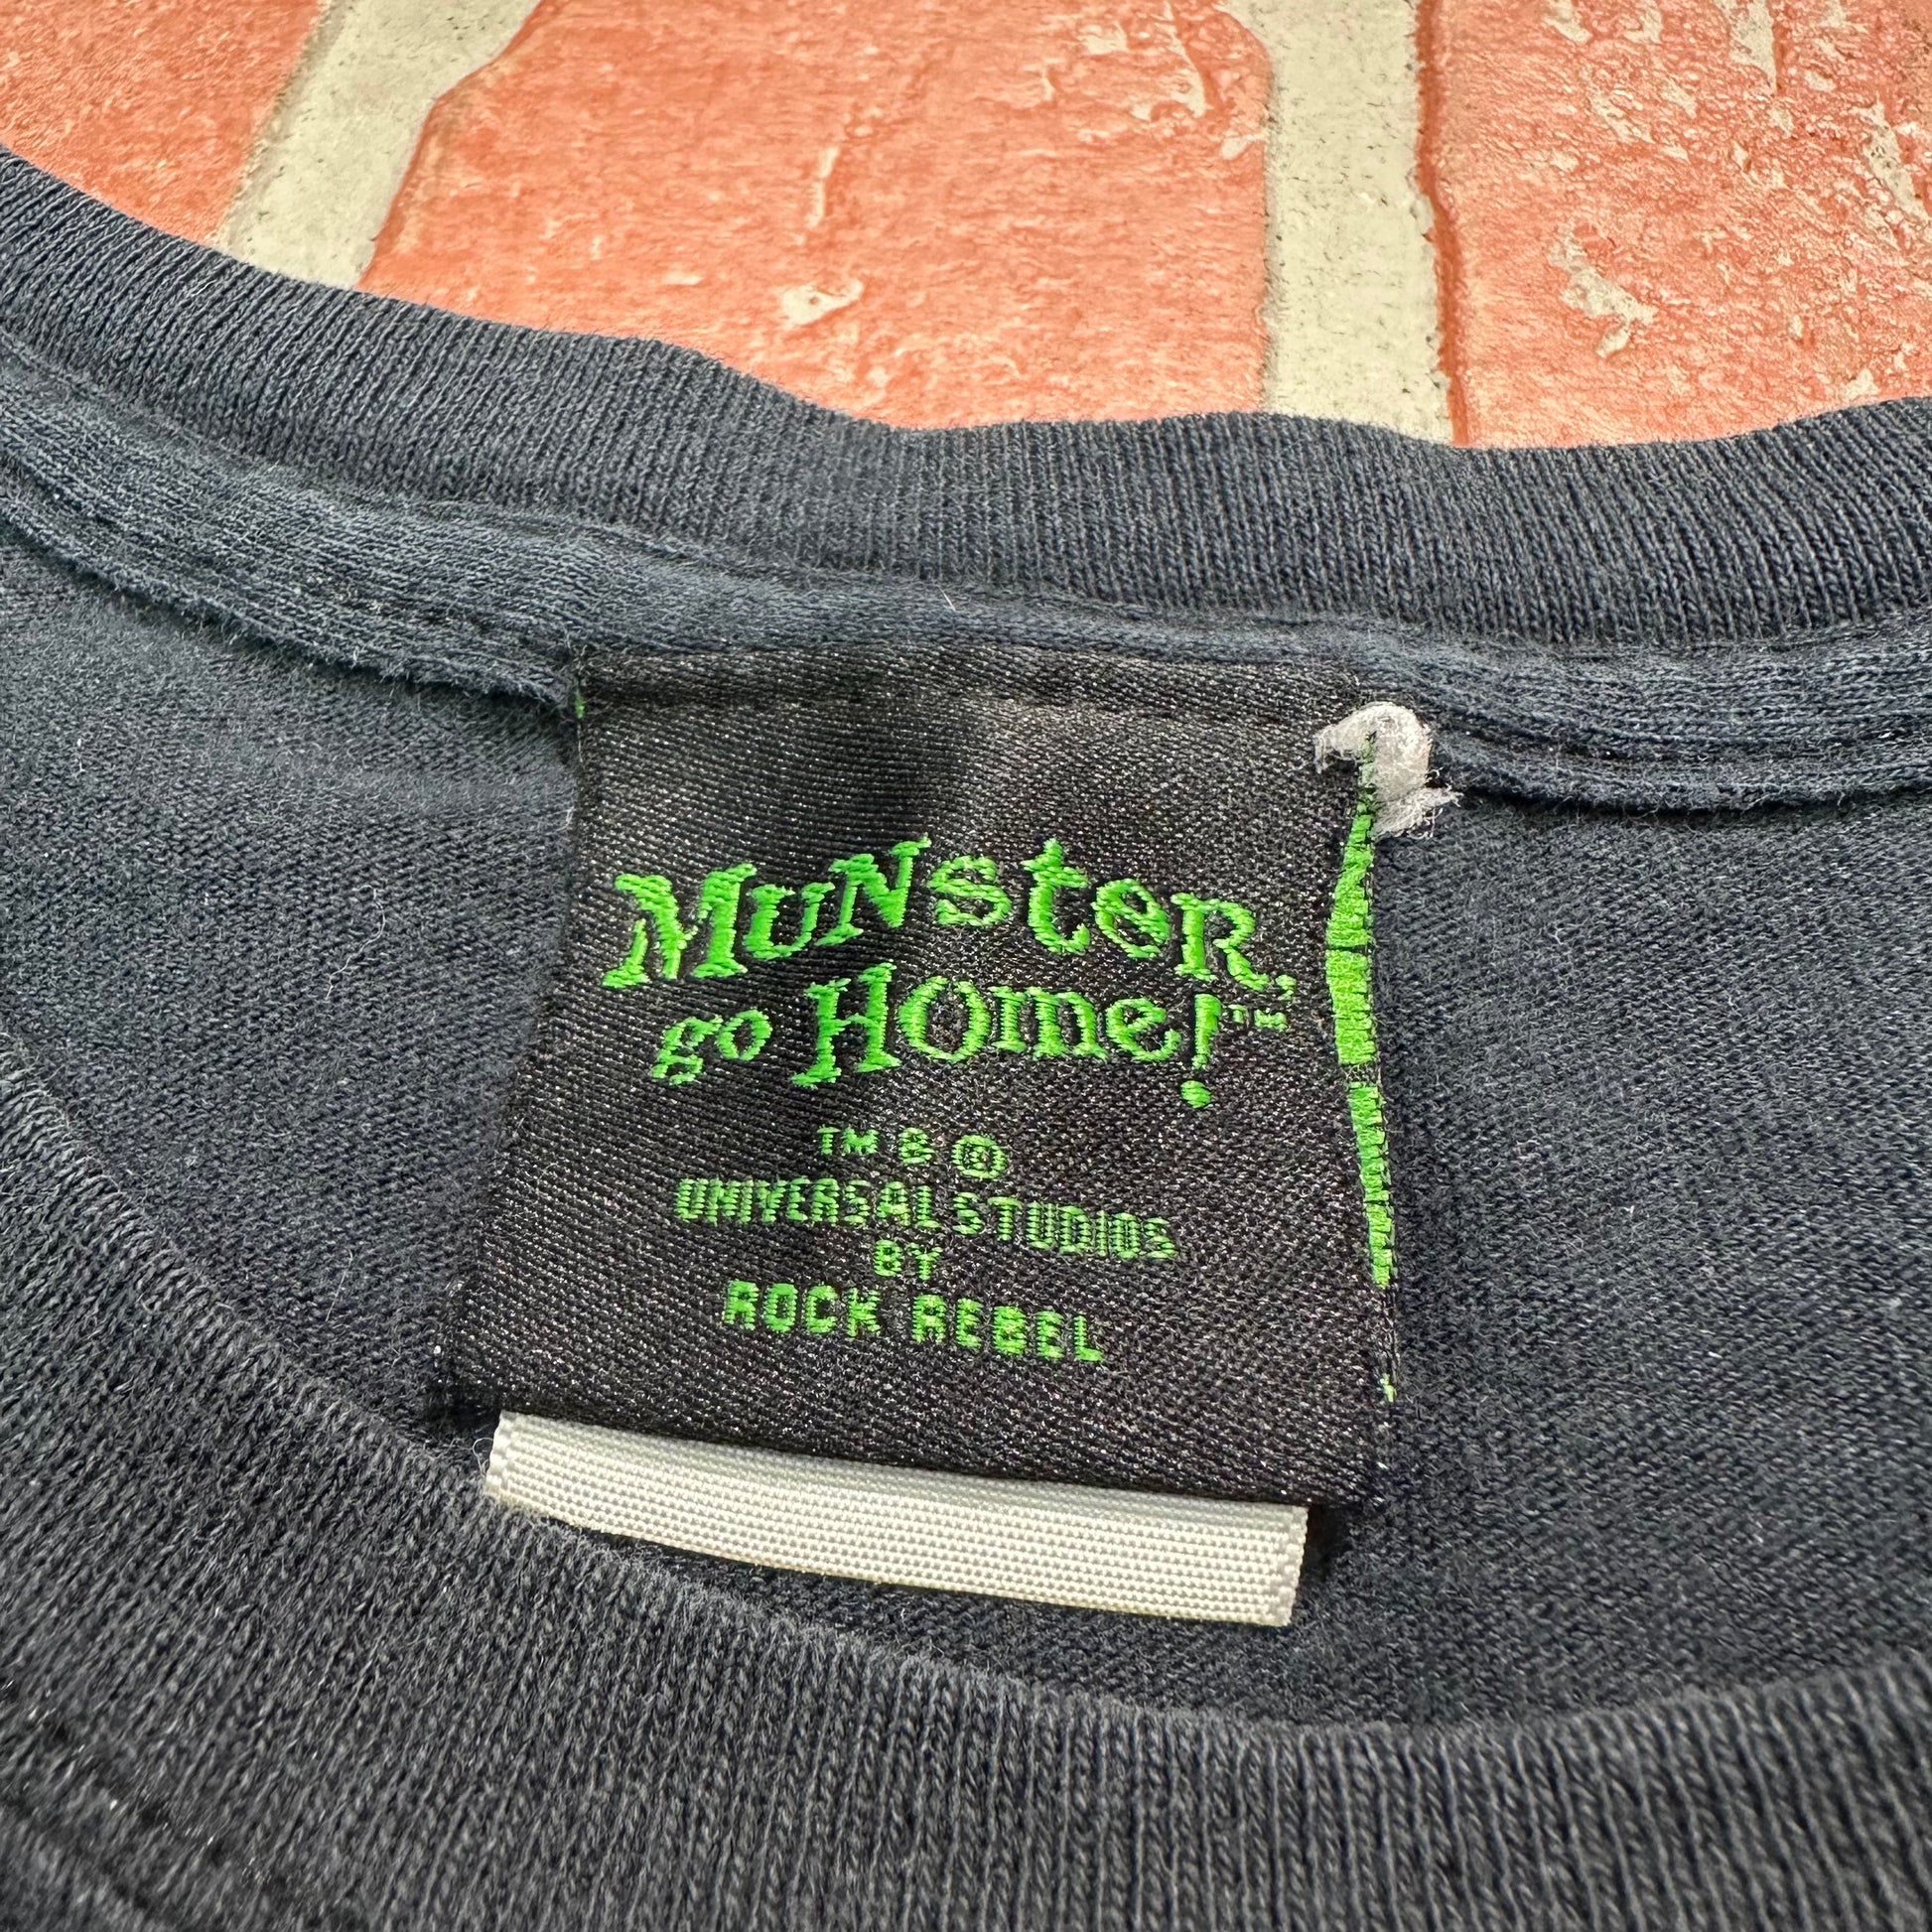 MUNsteR,
go HOme!™
™ & ©
UNIVERSAL STUDIOS
BY
ROCK REBEL